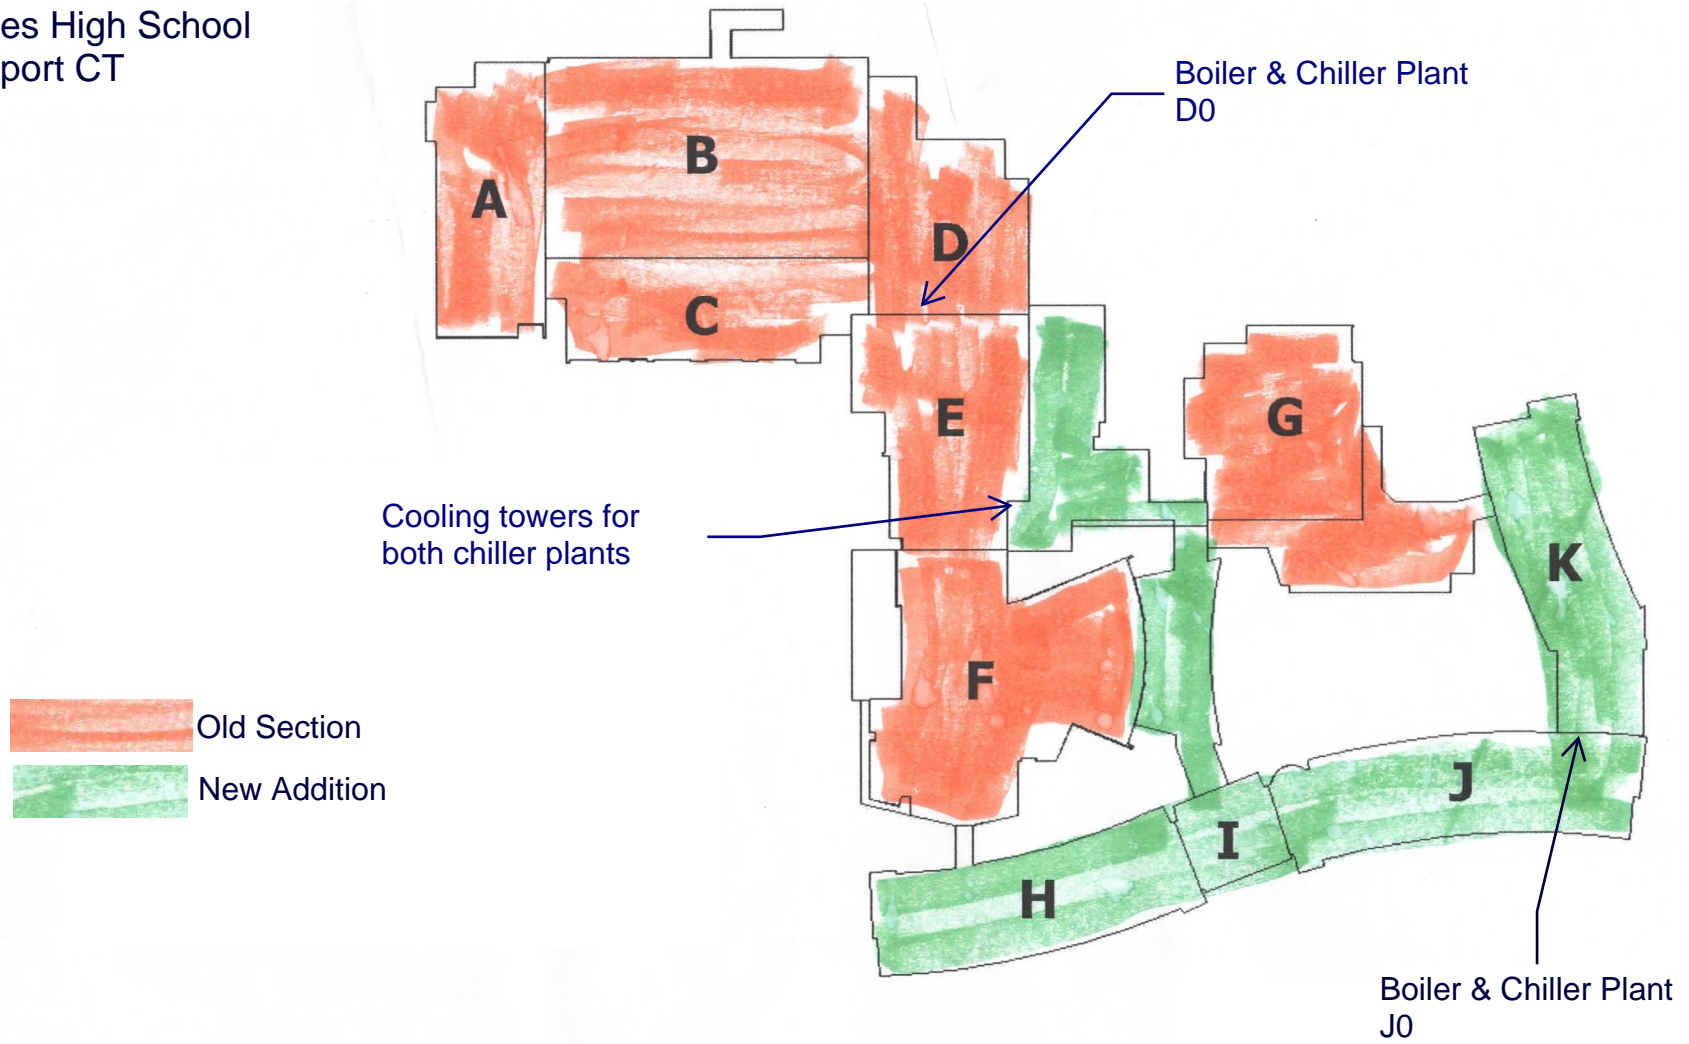 es High School
port CT
Boiler & Chiller Plant
D0
B
A
D
C
E
G
Cooling towers for
both chiller plants
K
F
Old Section
New Addition
J
I
H
Boiler & Chiller Plant
J0